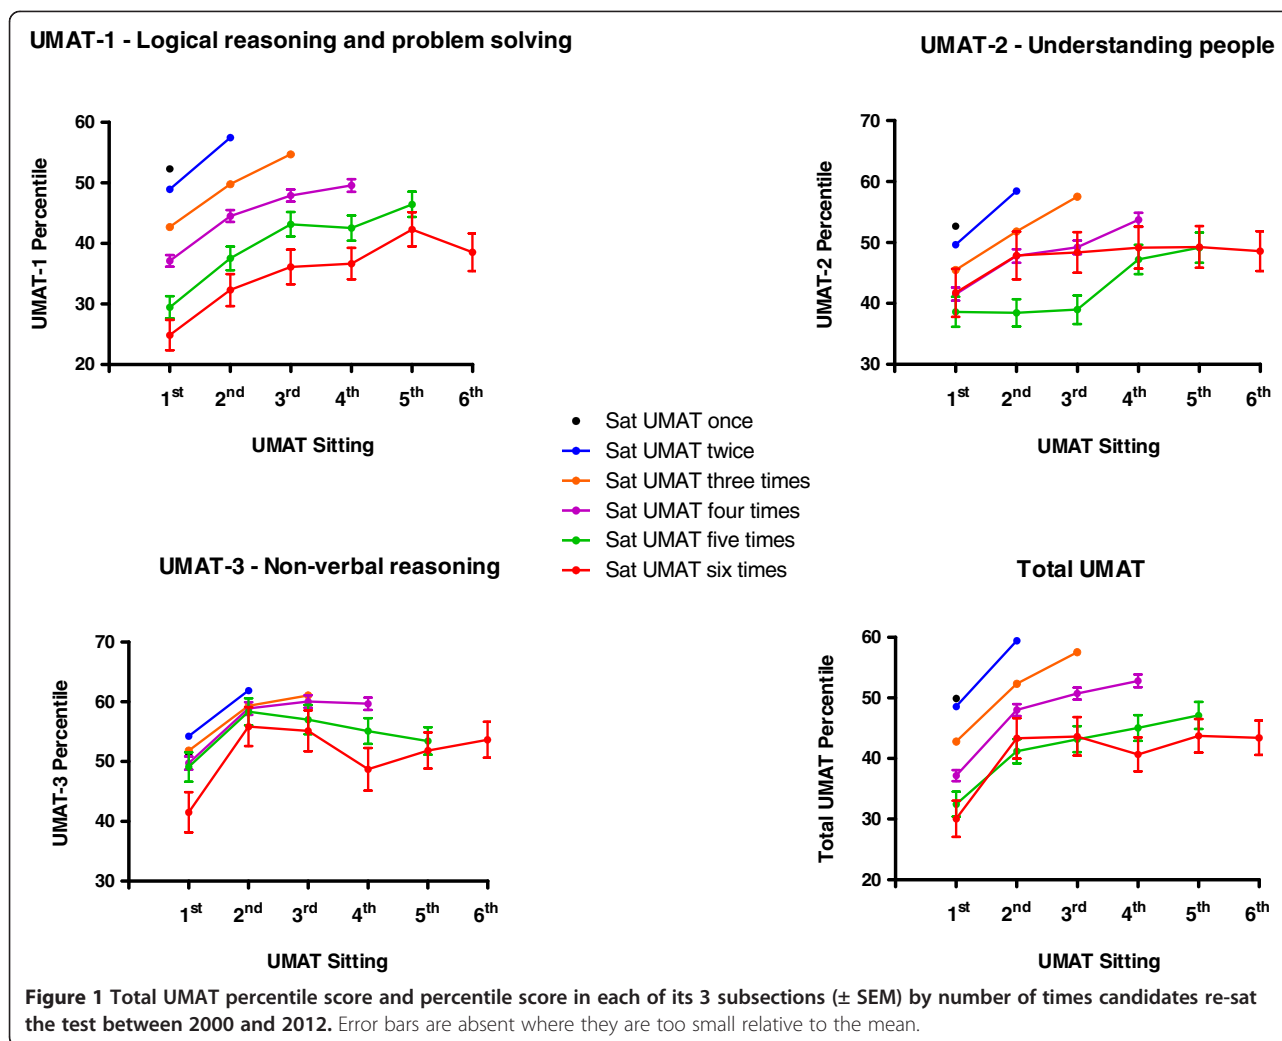 UMAT-1 - Logical reasoning and problem solving
UMAT-1 Percentile
60
50
40
30
20
1st 2nd 3rd 4th 5th 6th
UMAT Sitting
UMAT-2 - Understanding people
UMAT-2 Percentile
70
60
50
40
30
1st 2nd 3rd 4th 5th 6th
UMAT Sitting
Sat UMAT once
Sat UMAT twice
Sat UMAT three times
Sat UMAT four times
Sat UMAT five times
Sat UMAT six times
UMAT-3 - Non-verbal reasoning
UMAT-3 Percentile
70
60
50
40
30
1st 2nd 3rd 4th 5th 6th
UMAT Sitting
Total UMAT
Total UMAT Percentile
60
50
40
30
20
1st 2nd 3rd 4th 5th 6th
UMAT Sitting
Figure 1 Total UMAT percentile score and percentile score in each of its 3 subsections (± SEM) by number of times candidates re-sat
the test between 2000 and 2012. Error bars are absent where they are too small relative to the mean.